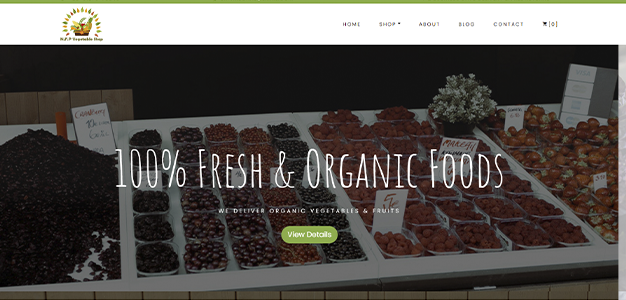 HOME SHOP ABOUT BLOG CONTACT [0]
Vegetable Shop
100% Fresh & Organic Foods
WE DELIVER ORGANIC VEGETABLES & FRUITS
View Details